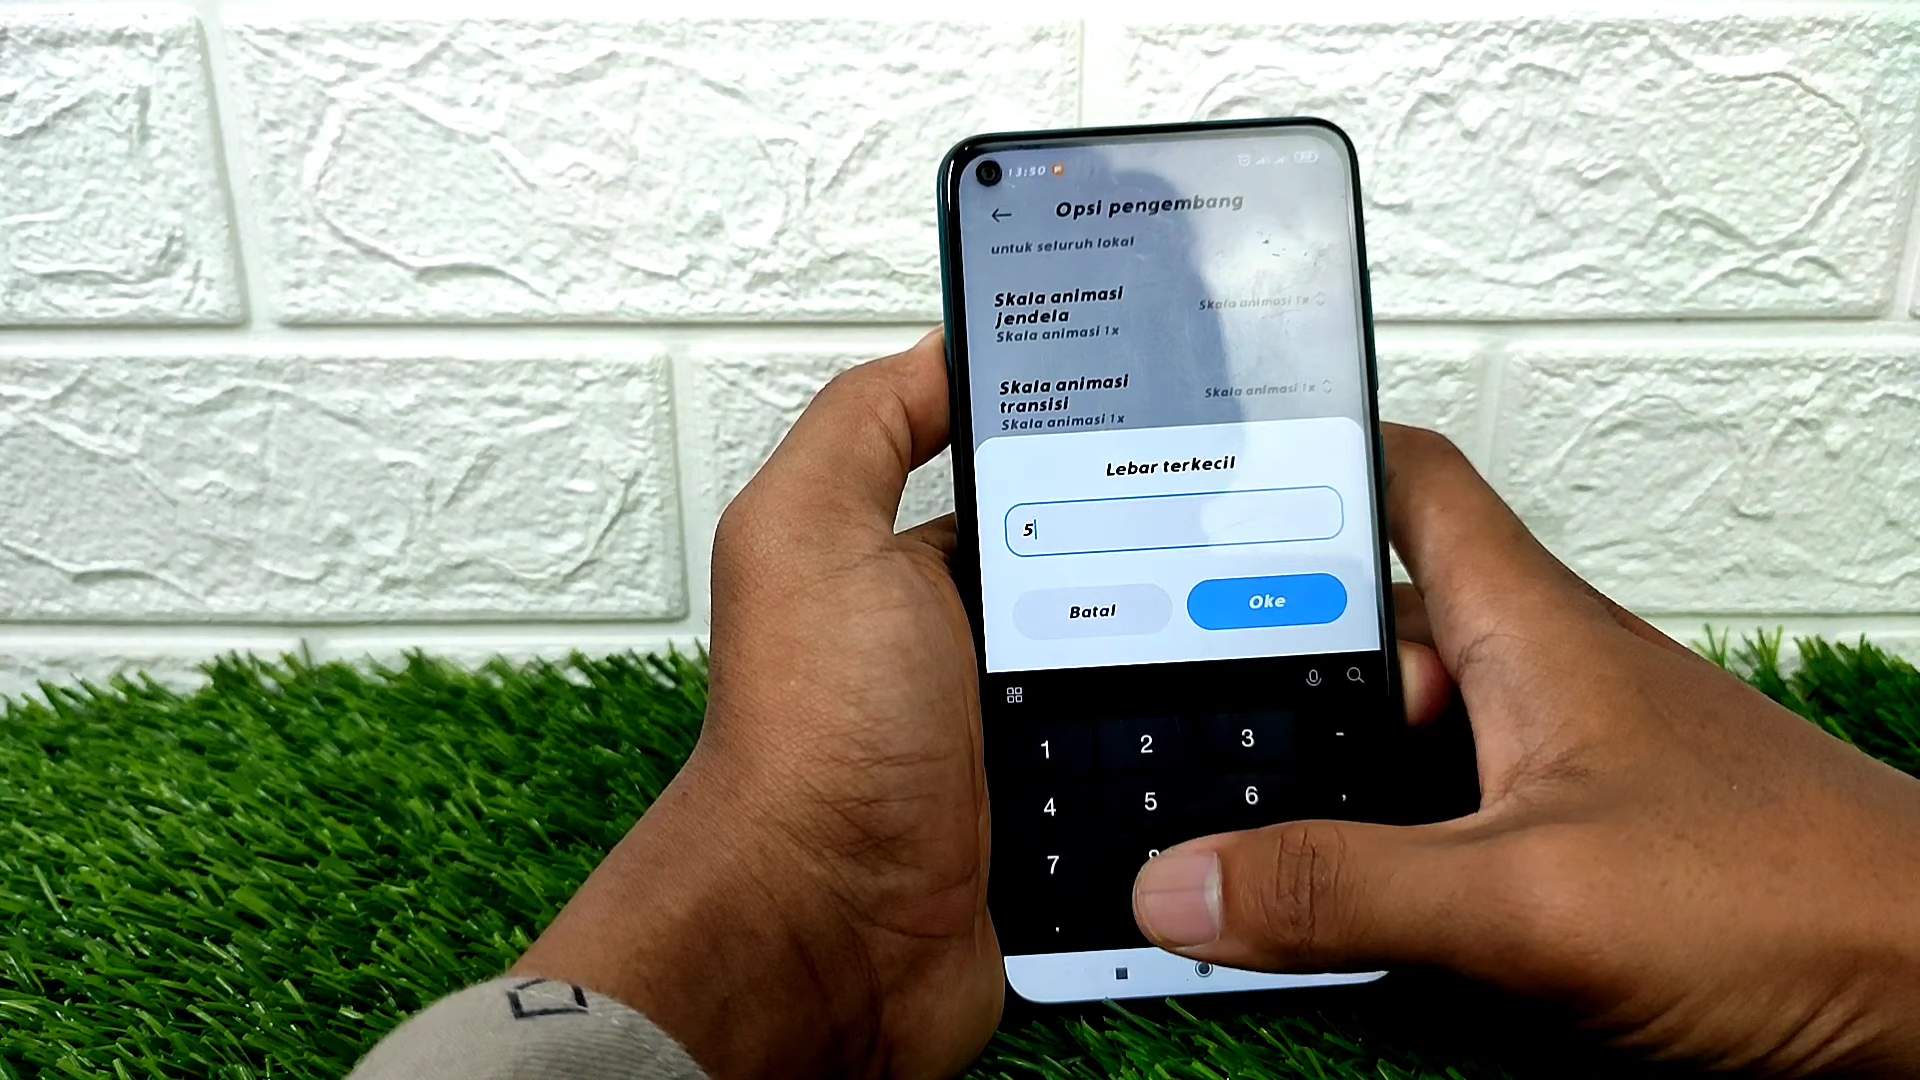 13:50
Opsi pengembang
untuk seluruh lokal
Skala animasi
jendela
Skala animasi 1x
Skala animasi 1x
Skala animasi
transisi
Skala animasi 1x
Skala animasi 1x
Lebar terkecil
5
Batal
Oke
1 2 3 -
4 5 6 ,
7 8
.